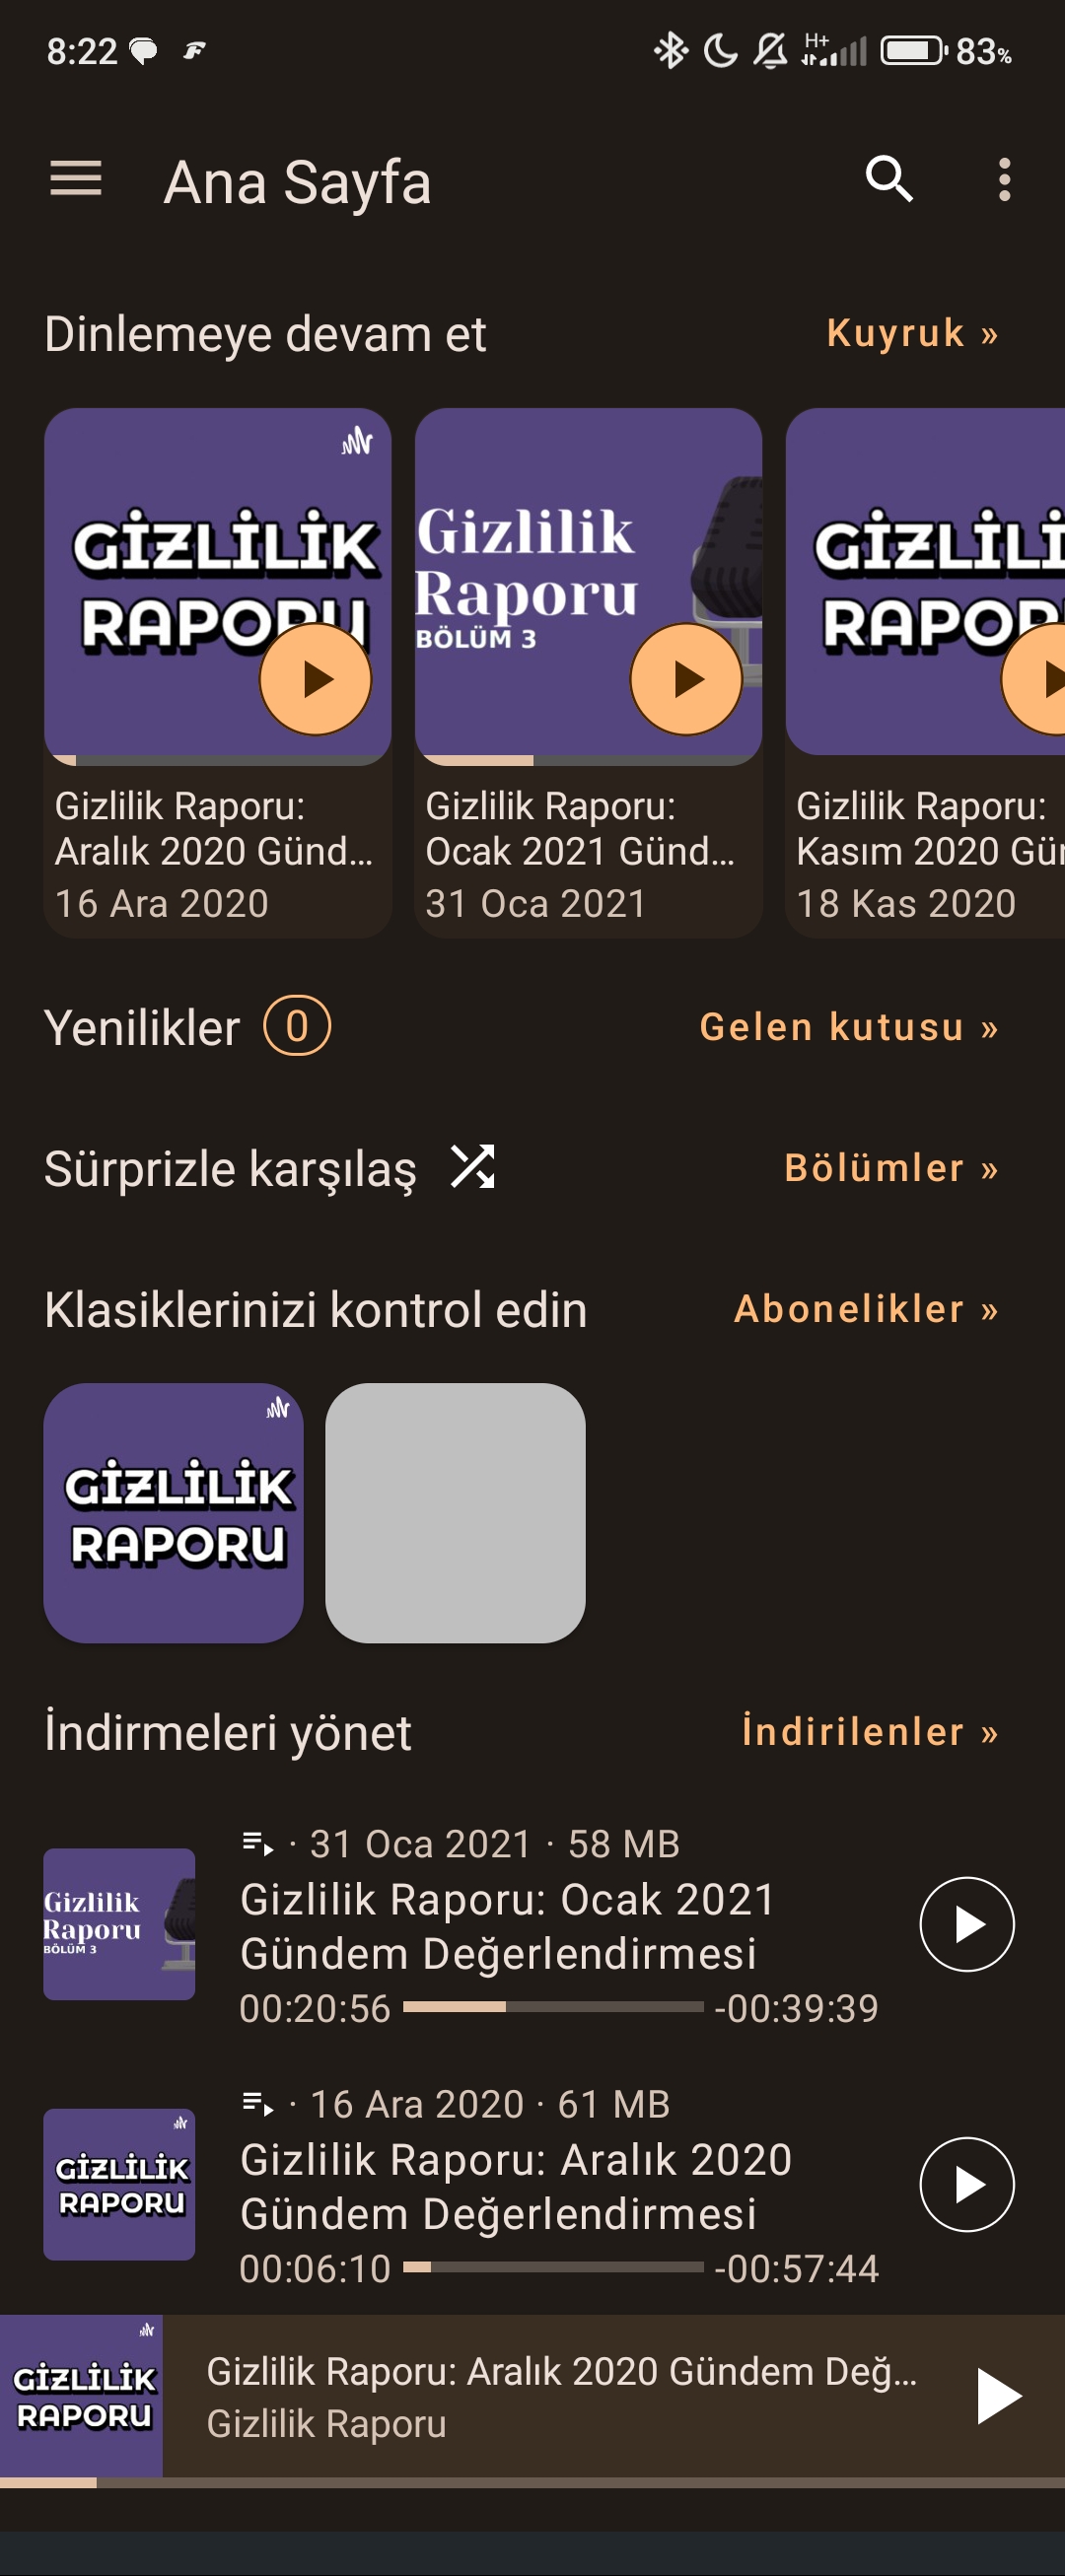 8:22
H+
83%
Ana Sayfa
Dinlemeye devam et
Kuyruk »
GİZLİLİK
RAPORU
Gizlilik Raporu:
Aralık 2020 Günd...
16 Ara 2020
Gizlilik
Raporu
BÖLÜM 3
Gizlilik Raporu:
Ocak 2021 Günd...
31 Oca 2021
GİZLİLİ
RAPOR
Gizlilik Raporu:
Kasım 2020 Gün
18 Kas 2020
Yenilikler 0
Gelen kutusu »
Sürprizle karşılaş
Bölümler »
Klasiklerinizi kontrol edin
Abonelikler »
GİZLİLİK
RAPORU
İndirmeleri yönet
İndirilenler »
Gizlilik
Raporu
BÖLÜM 3
· 31 Oca 2021 · 58 MB
Gizlilik Raporu: Ocak 2021
Gündem Değerlendirmesi
00:20:56 -00:39:39
GİZLİLİK
RAPORU
· 16 Ara 2020 · 61 MB
Gizlilik Raporu: Aralık 2020
Gündem Değerlendirmesi
00:06:10 -00:57:44
GİZLİLİK
RAPORU
Gizlilik Raporu: Aralık 2020 Gündem Değ...
Gizlilik Raporu